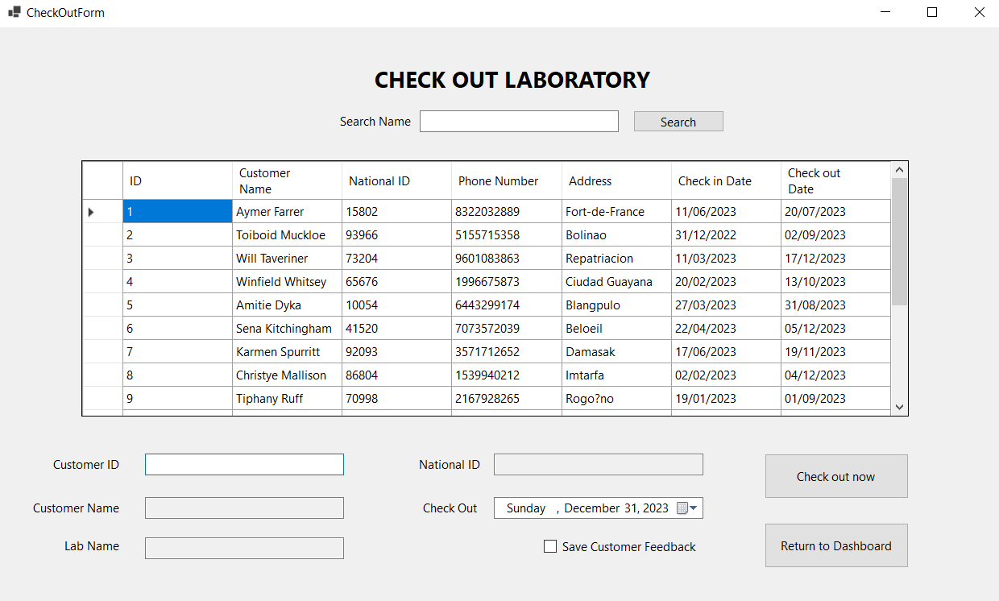 CheckOutForm
CHECK OUT LABORATORY
Search Name
Search
ID Customer Name National ID Phone Number Address Check in Date Check out Date
1 Aymer Farrer 15802 8322032889 Fort-de-France 11/06/2023 20/07/2023
2 Toiboid Muckloe 93966 5155715358 Bolinao 31/12/2022 02/09/2023
3 Will Taveriner 73204 9601083863 Repatriacion 11/03/2023 17/12/2023
4 Winfield Whitsey 65676 1996675873 Ciudad Guayana 20/02/2023 13/10/2023
5 Amitie Dyka 10054 6443299174 Blangpulo 27/03/2023 31/08/2023
6 Sena Kitchingham 41520 7073572039 Beloeil 22/04/2023 05/12/2023
7 Karmen Spurritt 92093 3571712652 Damasak 17/06/2023 19/11/2023
8 Christye Mallison 86804 1539940212 Imtarfa 02/02/2023 04/12/2023
9 Tiphany Ruff 70998 2167928265 Rogo?no 19/01/2023 01/09/2023
Customer ID
National ID
Check out now
Customer Name
Check Out
Sunday , December 31, 2023
Lab Name
Save Customer Feedback
Return to Dashboard